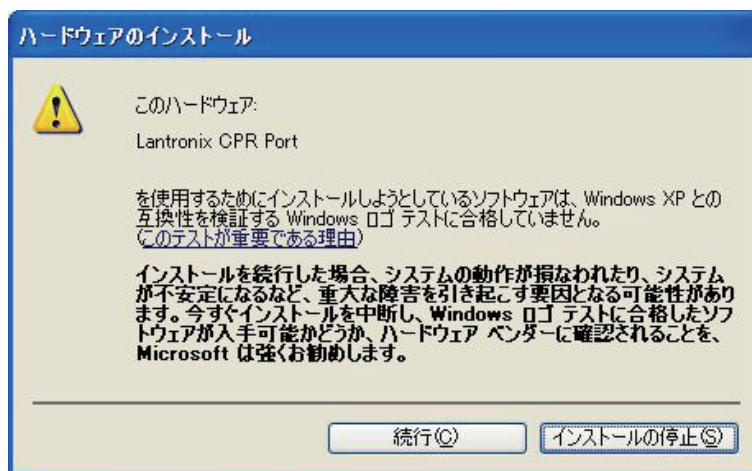 ハードウェアのインストール
このハードウェア:
Lantronix CPR Port
を使用するためにインストールしようとしているソフトウェアは、Windows XP との
互換性を検証する Windows ロゴ テストに合格していません。
(このテストが重要である理由)
インストールを続行した場合、システムの動作が損なわれたり、システム
が不安定になるなど、重大な障害を引き起こす要因となる可能性があり
ます。今すぐインストールを中断し、Windows ロゴ テストに合格したソフ
トウェアが入手可能かどうか、ハードウェア ベンダーに確認されることを、
Microsoft は強くお勧めします。
続行(C)
インストールの停止(S)